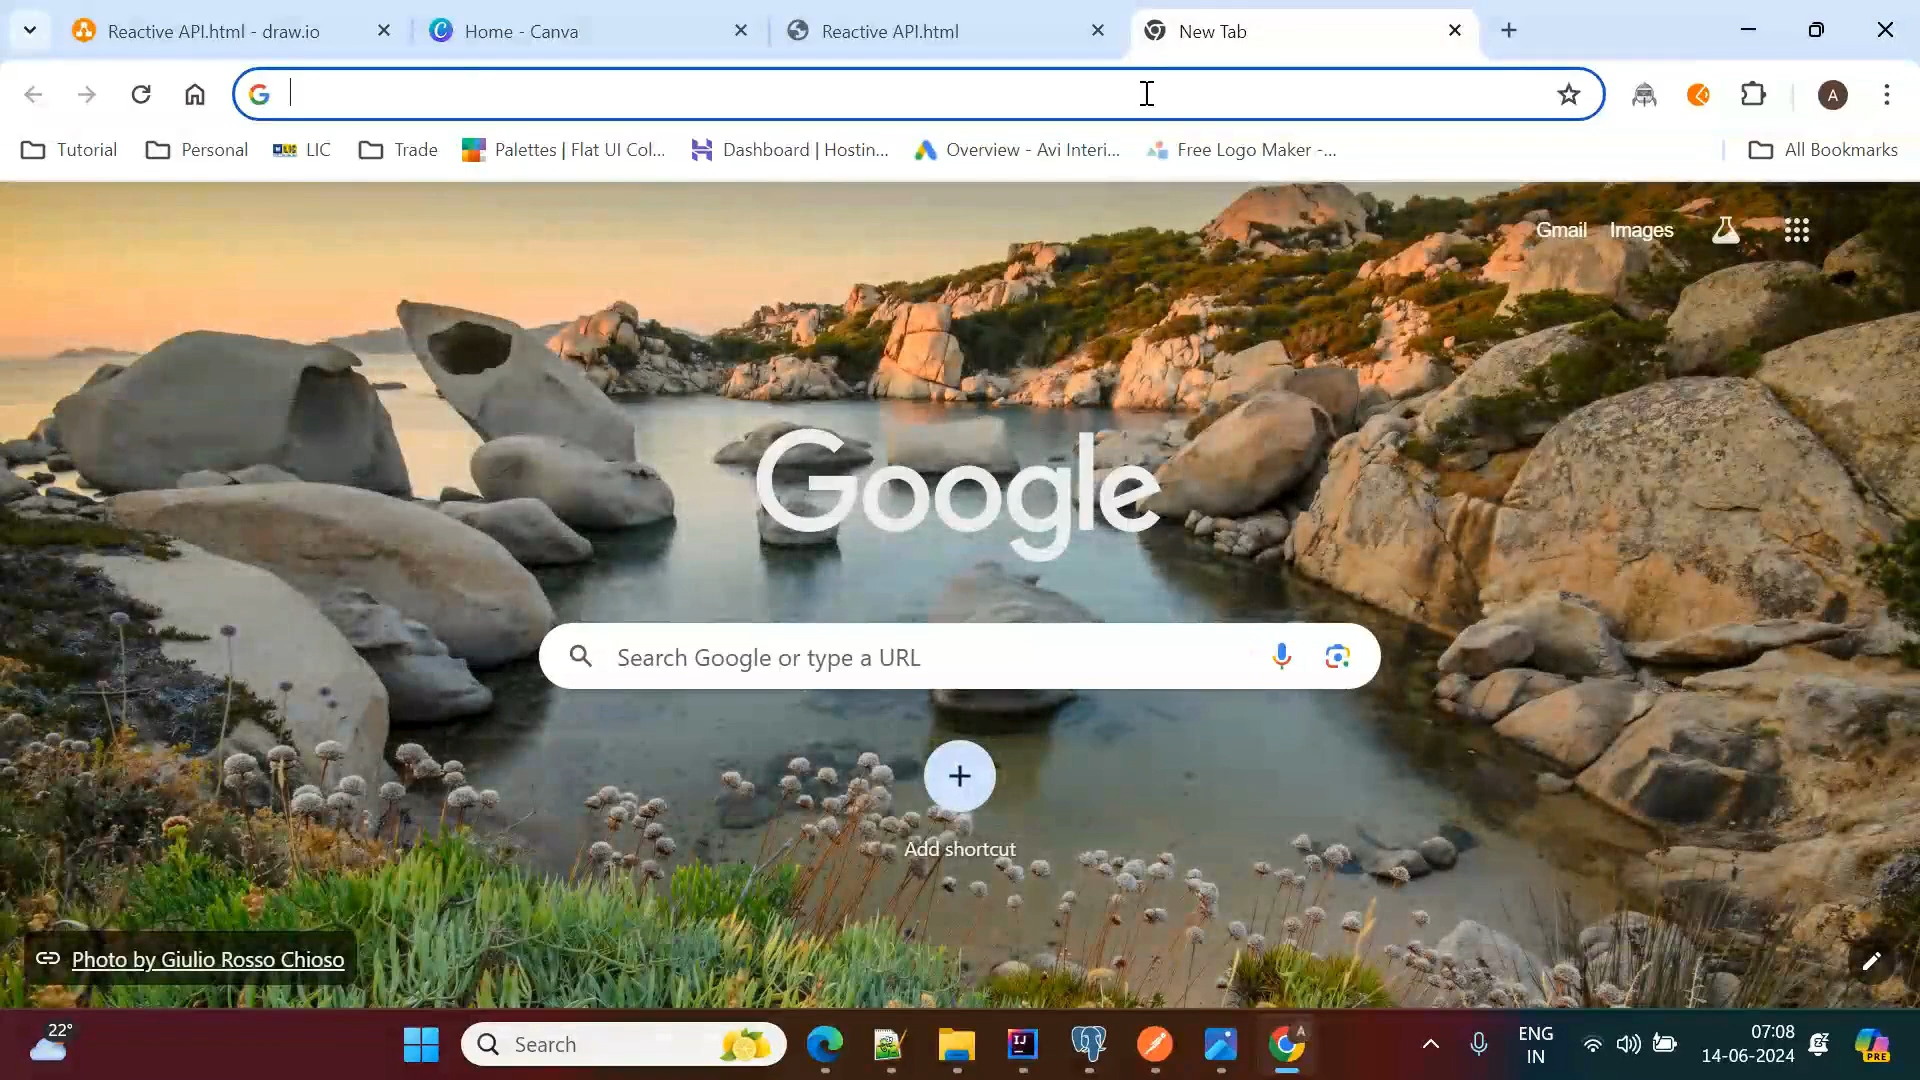 Reactive API.html - draw.io
Home - Canva
Reactive API.html
New Tab
A
Tutorial
Personal
LIC
Trade
Palettes | Flat UI Col...
Dashboard | Hostin...
Overview - Avi Interi...
Free Logo Maker -...
All Bookmarks
Gmail
Images
Google
Search Google or type a URL
Add shortcut
Photo by Giulio Rosso Chioso
22°
Search
IJ
A
ENG
IN
07:08
14-06-2024
PRE